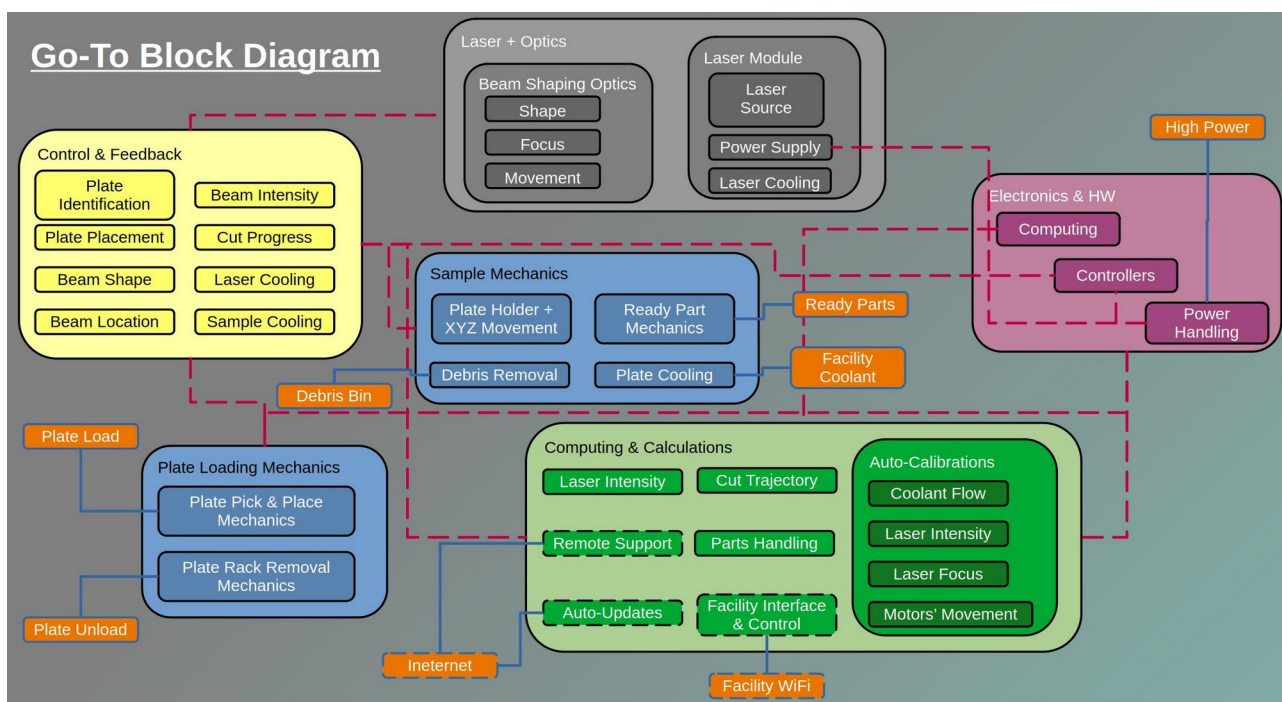 Go-To Block Diagram
Laser + Optics
Beam Shaping Optics
Shape
Focus
Movement
Laser Module
Laser
Source
Power Supply
Laser Cooling
High Power
Control & Feedback
Plate
Identification
Plate Placement
Beam Shape
Beam Location
Beam Intensity
Cut Progress
Laser Cooling
Sample Cooling
Electronics & HW
Computing
Controllers
Power
Handling
Sample Mechanics
Plate Holder +
XYZ Movement
Ready Part
Mechanics
Debris Removal
Plate Cooling
Ready Parts
Facility
Coolant
Debris Bin
Plate Load
Plate Loading Mechanics
Plate Pick & Place
Mechanics
Plate Rack Removal
Mechanics
Plate Unload
Computing & Calculations
Laser Intensity
Cut Trajectory
Remote Support
Parts Handling
Auto-Updates
Facility Interface
& Control
Auto-Calibrations
Coolant Flow
Laser Intensity
Laser Focus
Motors' Movement
Ineternet
Facility WiFi